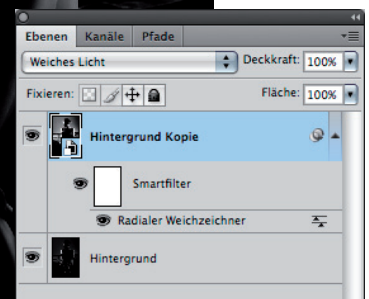 Ebenen Kanäle Pfade
Weiches Licht Deckkraft: 100%
Fixieren: Fläche: 100%
Hintergrund Kopie
Smartfilter
Radialer Weichzeichner
Hintergrund